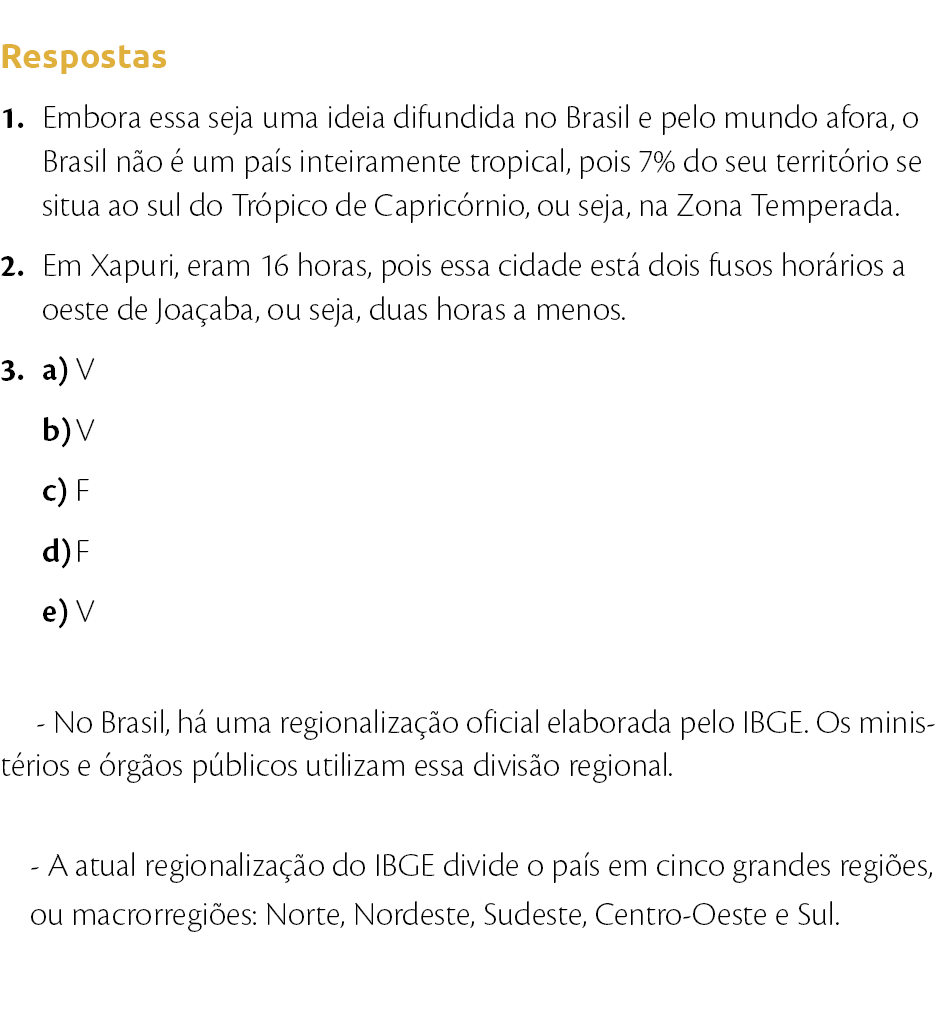 Respostas
1. Embora essa seja uma ideia difundida no Brasil e pelo mundo afora, o
Brasil não é um país inteiramente tropical, pois 7% do seu território se
situa ao sul do Trópico de Capricórnio, ou seja, na Zona Temperada.
2. Em Xapuri, eram 16 horas, pois essa cidade está dois fusos horários a
oeste de Joaçaba, ou seja, duas horas a menos.
3. a) V
b) V
c) F
d) F
e) V
- No Brasil, há uma regionalização oficial elaborada pelo IBGE. Os minis-
térios e órgãos públicos utilizam essa divisão regional.
- A atual regionalização do IBGE divide o país em cinco grandes regiões,
ou macrorregiões: Norte, Nordeste, Sudeste, Centro-Oeste e Sul.